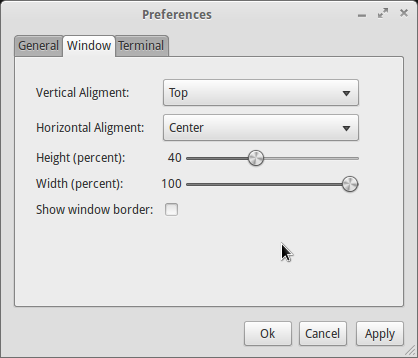 Preferences
General Window Terminal
Vertical Aligment: Top
Horizontal Aligment: Center
Height (percent): 40
Width (percent): 100
Show window border:
Ok Cancel Apply